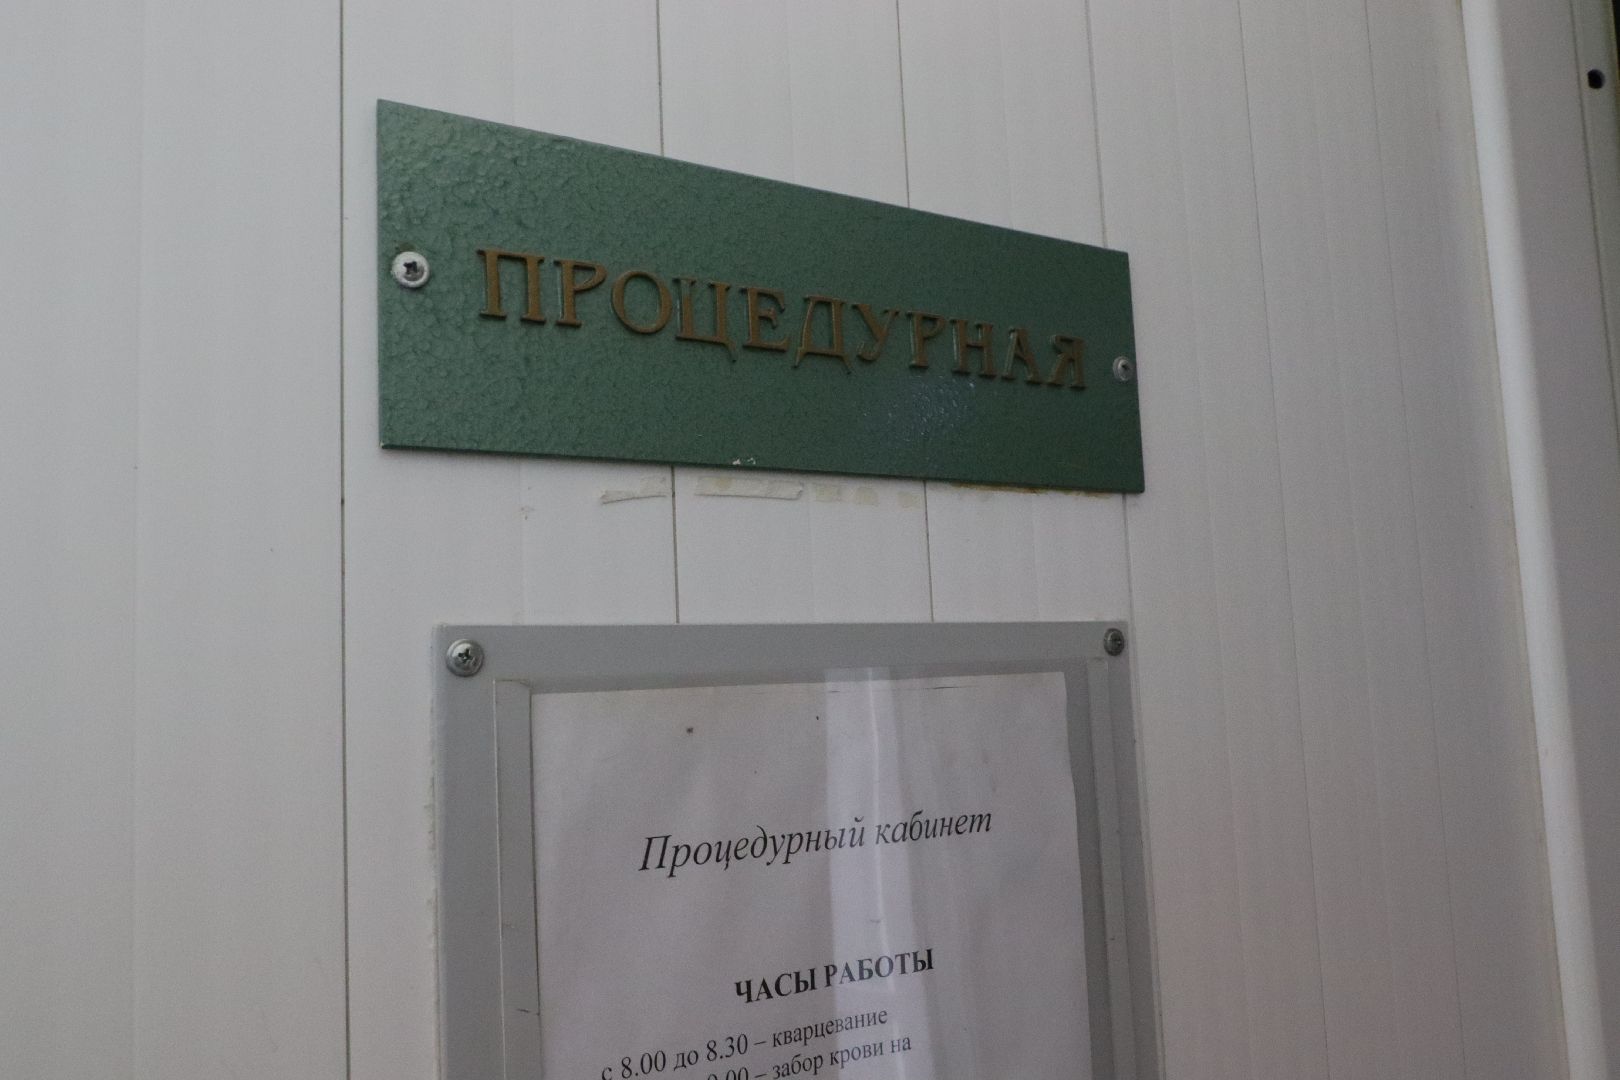 ПРОЦЕДУРНАЯ
Процедурный кабинет
ЧАСЫ РАБОТЫ
с 8.00 до 8.30 – кварцевание
– забор крови на